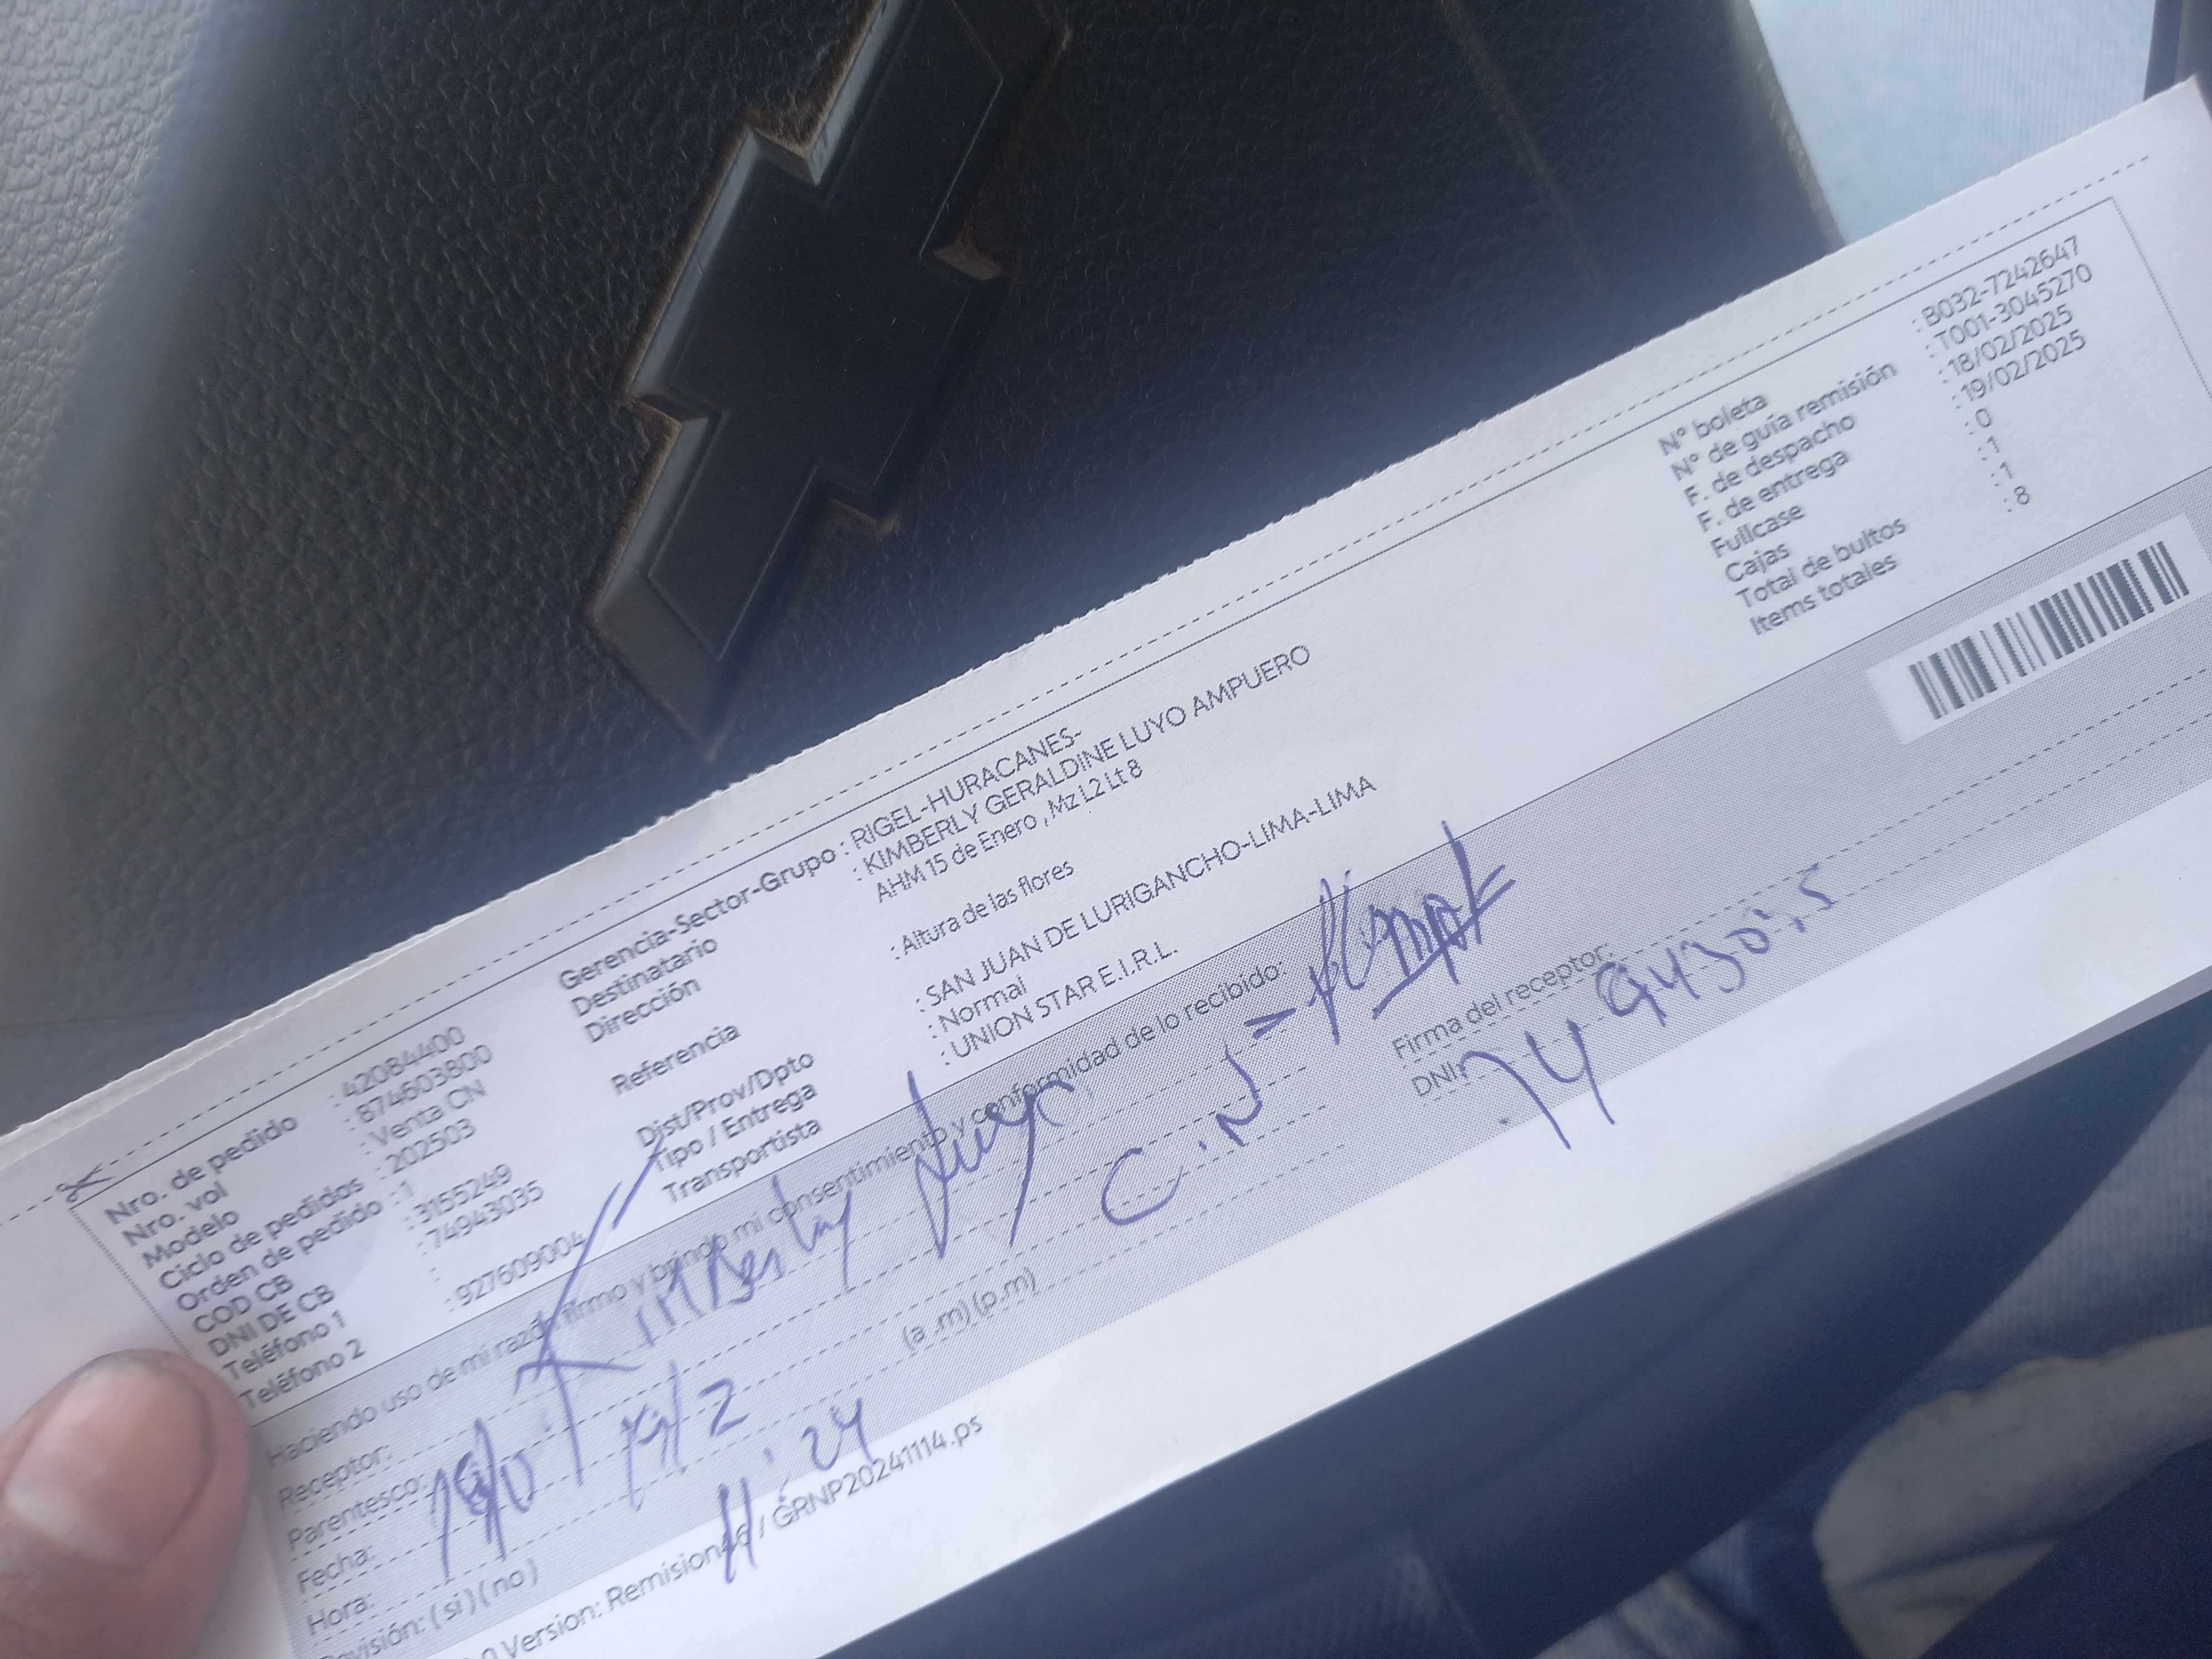 Nro. de pedido : 42084400
Nro. vol : 874603800
Modelo : Venta CN
Ciclo de pedidos : 202503
Orden de pedido : 1
COD CB : 3155249
DNI DE CB : 74943035
Teléfono 1 :
Teléfono 2 : 927609004
Gerencia-Sector-Grupo : RIGEL-HURACANES-
Destinatario : KIMBERLY GERALDINE LUYO AMPUERO
Dirección AHM 15 de Enero , Mz L2 Lt 8
Referencia : Altura de las flores
Dist/Prov/Dpto : SAN JUAN DE LURIGANCHO-LIMA-LIMA
Tipo / Entrega : Normal
Transportista : UNION STAR E.I.R.L.
N° boleta : B032-7242647
N° de guía remisión : T001-3045270
F. de despacho : 18/02/2025
F. de entrega : 19/02/2025
Fullcase : 0
Cajas : 1
Total de bultos : 1
Items totales : 8
Haciendo uso de mi razón firmo y brindo mi consentimiento y conformidad de lo recibido:
Receptor: Kimberly Luyo
Parentesco:
Fecha: 19/2
Hora: 11:24 (a .m) (p.m)
Revisión: ( si ) ( no )
Firma del receptor:
DNI: 74943035
0 Version: Remision46 / GRNP20241114.ps